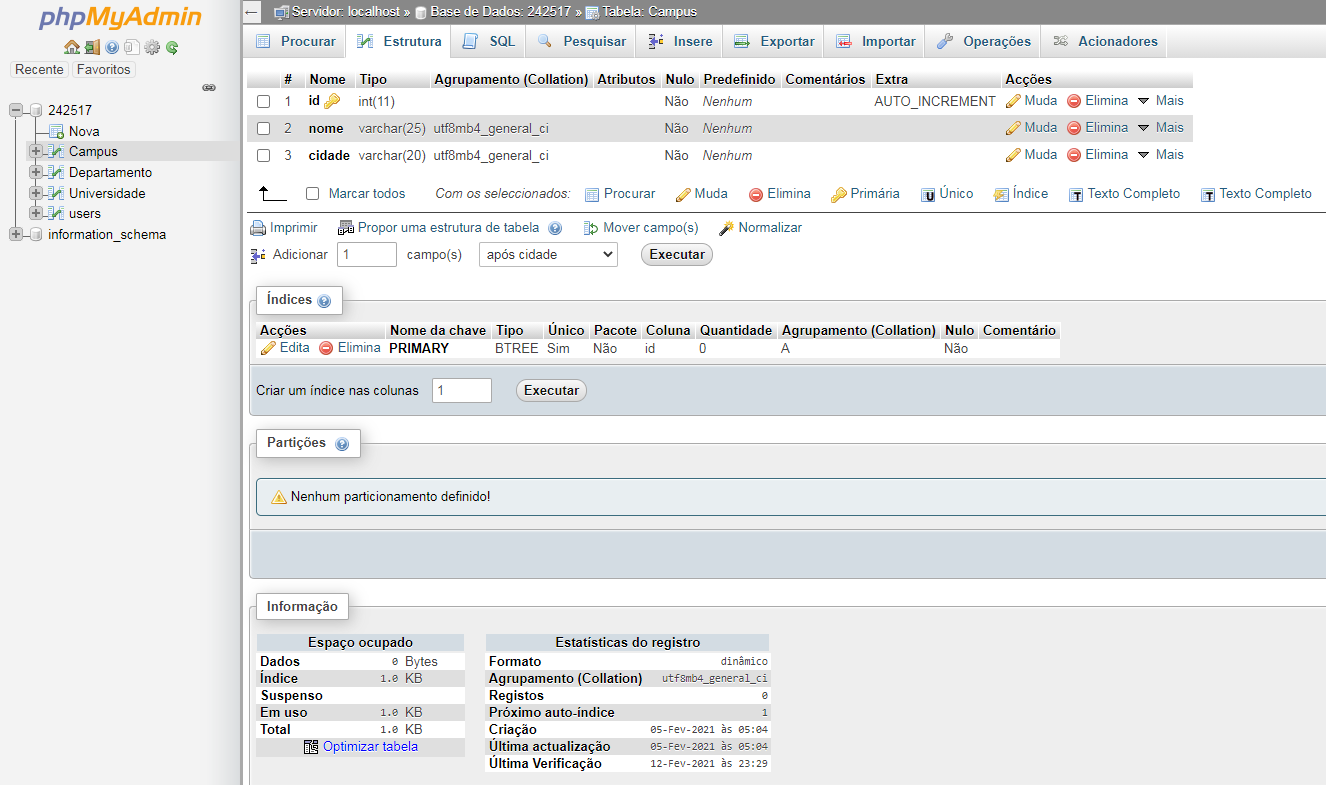 phpMyAdmin
Recente Favoritos
242517
Nova
Campus
Departamento
Universidade
users
information_schema
Servidor: localhost » Base de Dados: 242517 » Tabela: Campus
Procurar Estrutura SQL Pesquisar Insere Exportar Importar Operações Acionadores
# Nome Tipo Agrupamento (Collation) Atributos Nulo Predefinido Comentários Extra Acções
1 id int(11) Não Nenhum AUTO_INCREMENT Muda Elimina Mais
2 nome varchar(25) utf8mb4_general_ci Não Nenhum Muda Elimina Mais
3 cidade varchar(20) utf8mb4_general_ci Não Nenhum Muda Elimina Mais
Marcar todos Com os seleccionados: Procurar Muda Elimina Primária Único Índice Texto Completo Texto Completo
Imprimir Propor uma estrutura de tabela Mover campo(s) Normalizar
Adicionar 1 campo(s) após cidade Executar
Índices
Acções Nome da chave Tipo Único Pacote Coluna Quantidade Agrupamento (Collation) Nulo Comentário
Edita Elimina PRIMARY BTREE Sim Não id 0 A Não
Criar um índice nas colunas 1 Executar
Partições
Nenhum particionamento definido!
Informação
Espaço ocupado
Dados 0 Bytes
Índice 1.0 KB
Suspenso
Em uso 1.0 KB
Total 1.0 KB
Optimizar tabela
Estatísticas do registro
Formato dinâmico
Agrupamento (Collation) utf8mb4_general_ci
Registos 0
Próximo auto-índice 1
Criação 05-Fev-2021 às 05:04
Última actualização 05-Fev-2021 às 05:04
Última Verificação 12-Fev-2021 às 23:29